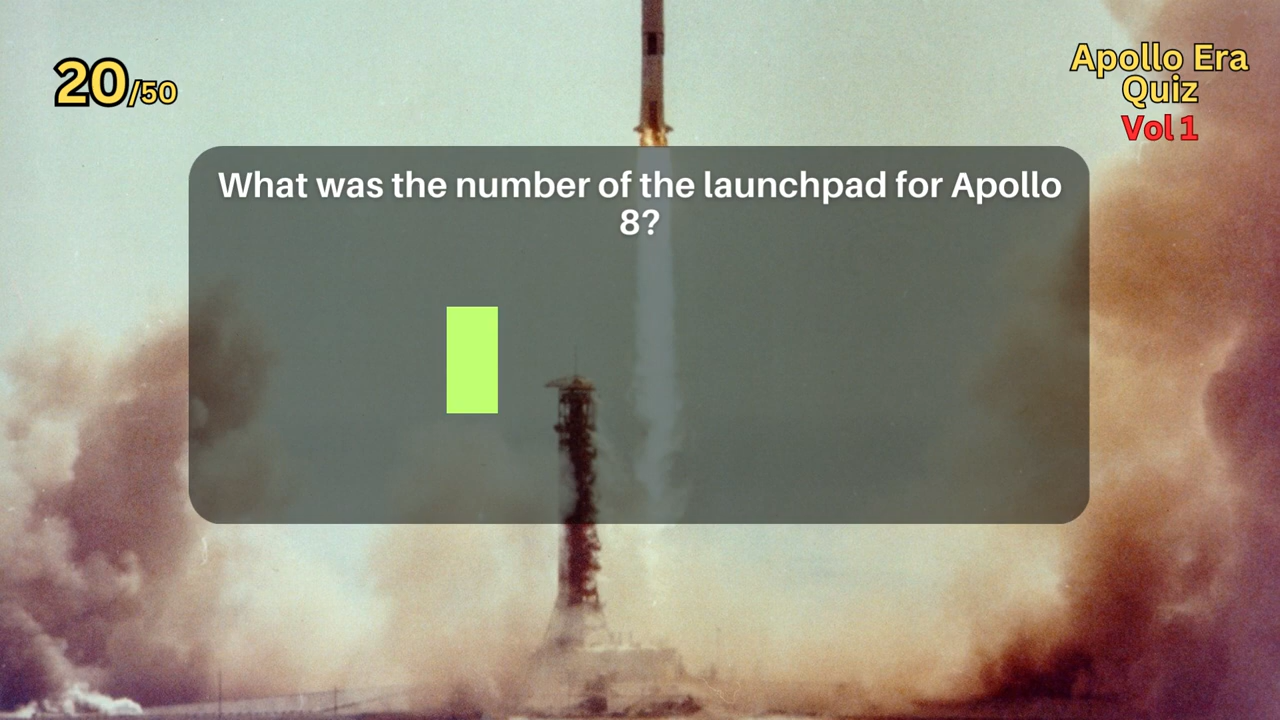 20/50
Apollo Era
Quiz
Vol 1
What was the number of the launchpad for Apollo
8?